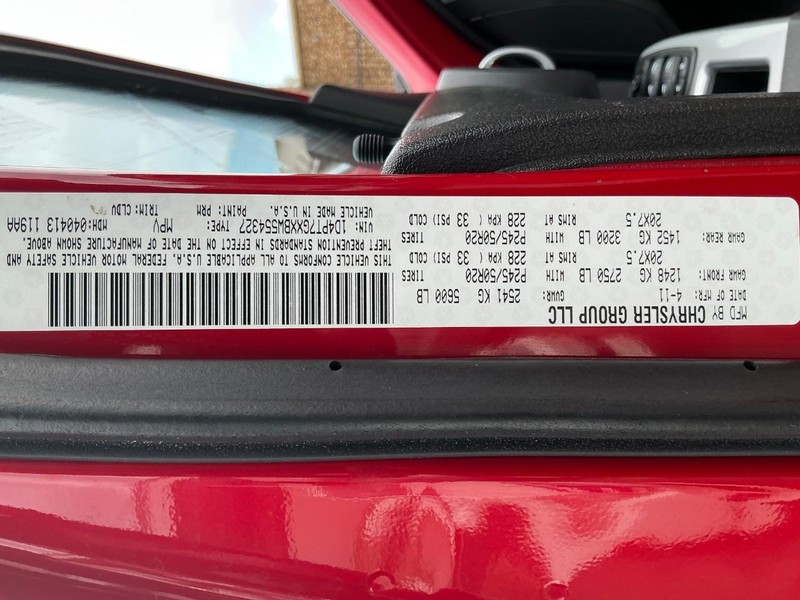 MFD BY CHRYSLER GROUP LLC
DATE OF MFR: 4-11 GVWR: 2541 KG 5600 LB
GAWR FRONT: WITH TIRES
1248 KG 2750 LB P245/50R20
RIMS AT COLD
20X7.5 228 KPA ( 33 PSI)
GAWR REAR: WITH TIRES
1452 KG 3200 LB P245/50R20
RIMS AT COLD
20X7.5 228 KPA ( 33 PSI)
THIS VEHICLE CONFORMS TO ALL APPLICABLE U.S.A. FEDERAL MOTOR VEHICLE SAFETY AND
THEFT PREVENTION STANDARDS IN EFFECT ON THE DATE OF MANUFACTURE SHOWN ABOVE.
VIN: 1D4PT7GXXBW554327 TYPE: MPV MDH:040413 119AA
VEHICLE MADE IN U.S.A. PAINT: PRM TRIM: CLDV